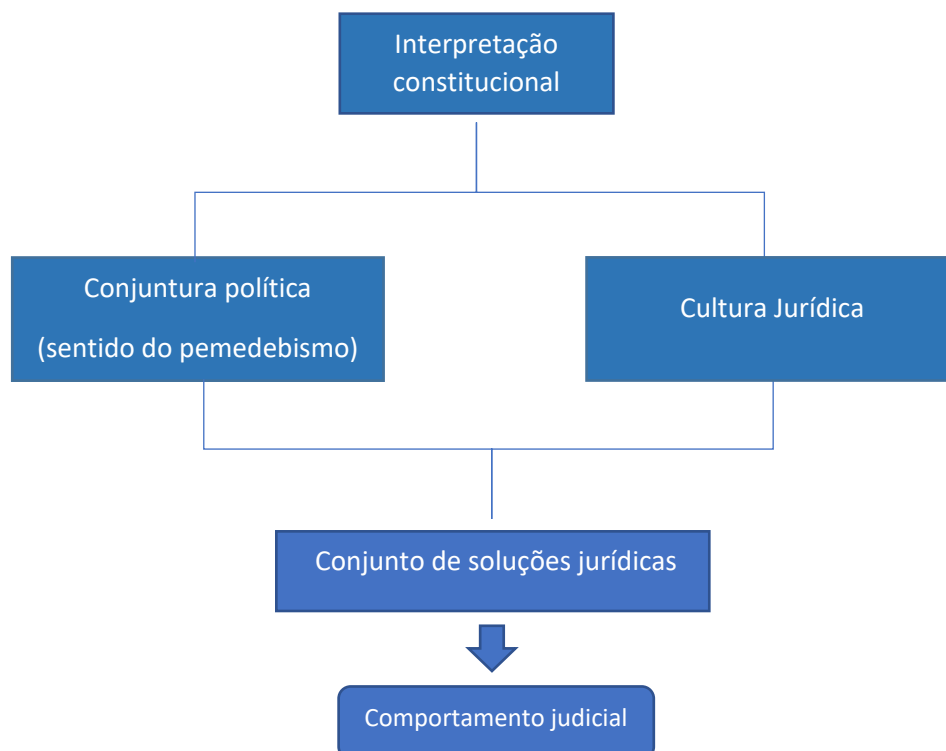 Interpretação
constitucional
Conjuntura política
(sentido do pemedebismo)
Cultura Jurídica
Conjunto de soluções jurídicas
Comportamento judicial